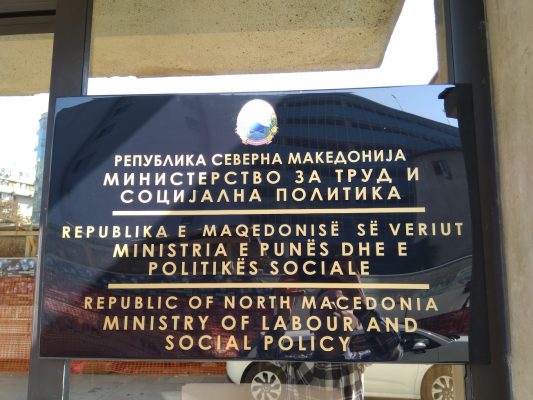 РЕПУБЛИКА СЕВЕРНА МАКЕДОНИЈА
МИНИСТЕРСТВО ЗА ТРУД И
СОЦИЈАЛНА ПОЛИТИКА
REPUBLIKA E MAQEDONISË SË VERIUT
MINISTRIA E PUNËS DHE E
POLITIKËS SOCIALE
REPUBLIC OF NORTH MACEDONIA
MINISTRY OF LABOUR AND
SOCIAL POLICY